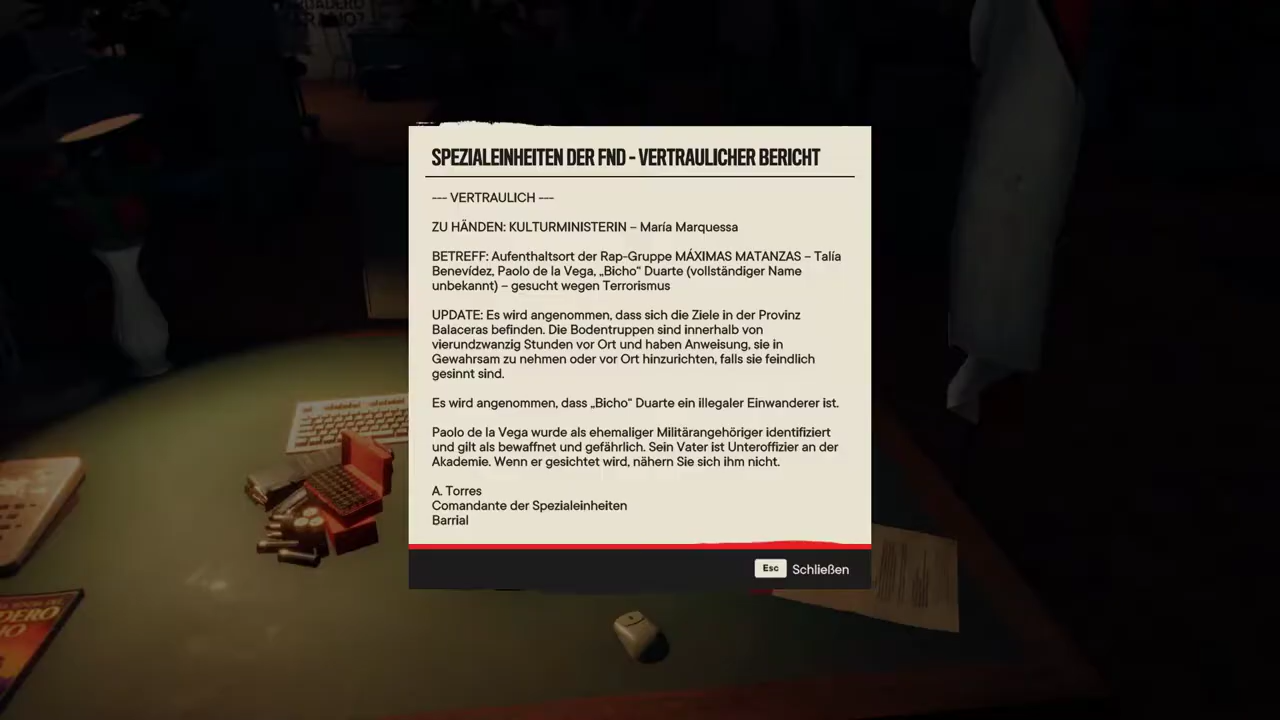 SPEZIALEINHEITEN DER FND - VERTRAULICHER BERICHT
--- VERTRAULICH ---
ZU HÄNDEN: KULTURMINISTERIN – María Marquessa
BETREFF: Aufenthaltsort der Rap-Gruppe MÁXIMAS MATANZAS – Talía
Benevídez, Paolo de la Vega, „Bicho“ Duarte (vollständiger Name
unbekannt) – gesucht wegen Terrorismus
UPDATE: Es wird angenommen, dass sich die Ziele in der Provinz
Balaceras befinden. Die Bodentruppen sind innerhalb von
vierundzwanzig Stunden vor Ort und haben Anweisung, sie in
Gewahrsam zu nehmen oder vor Ort hinzurichten, falls sie feindlich
gesinnt sind.
Es wird angenommen, dass „Bicho“ Duarte ein illegaler Einwanderer ist.
Paolo de la Vega wurde als ehemaliger Militärangehöriger identifiziert
und gilt als bewaffnet und gefährlich. Sein Vater ist Unteroffizier an der
Akademie. Wenn er gesichtet wird, nähern Sie sich ihm nicht.
A. Torres
Comandante der Spezialeinheiten
Barrial
Esc Schließen